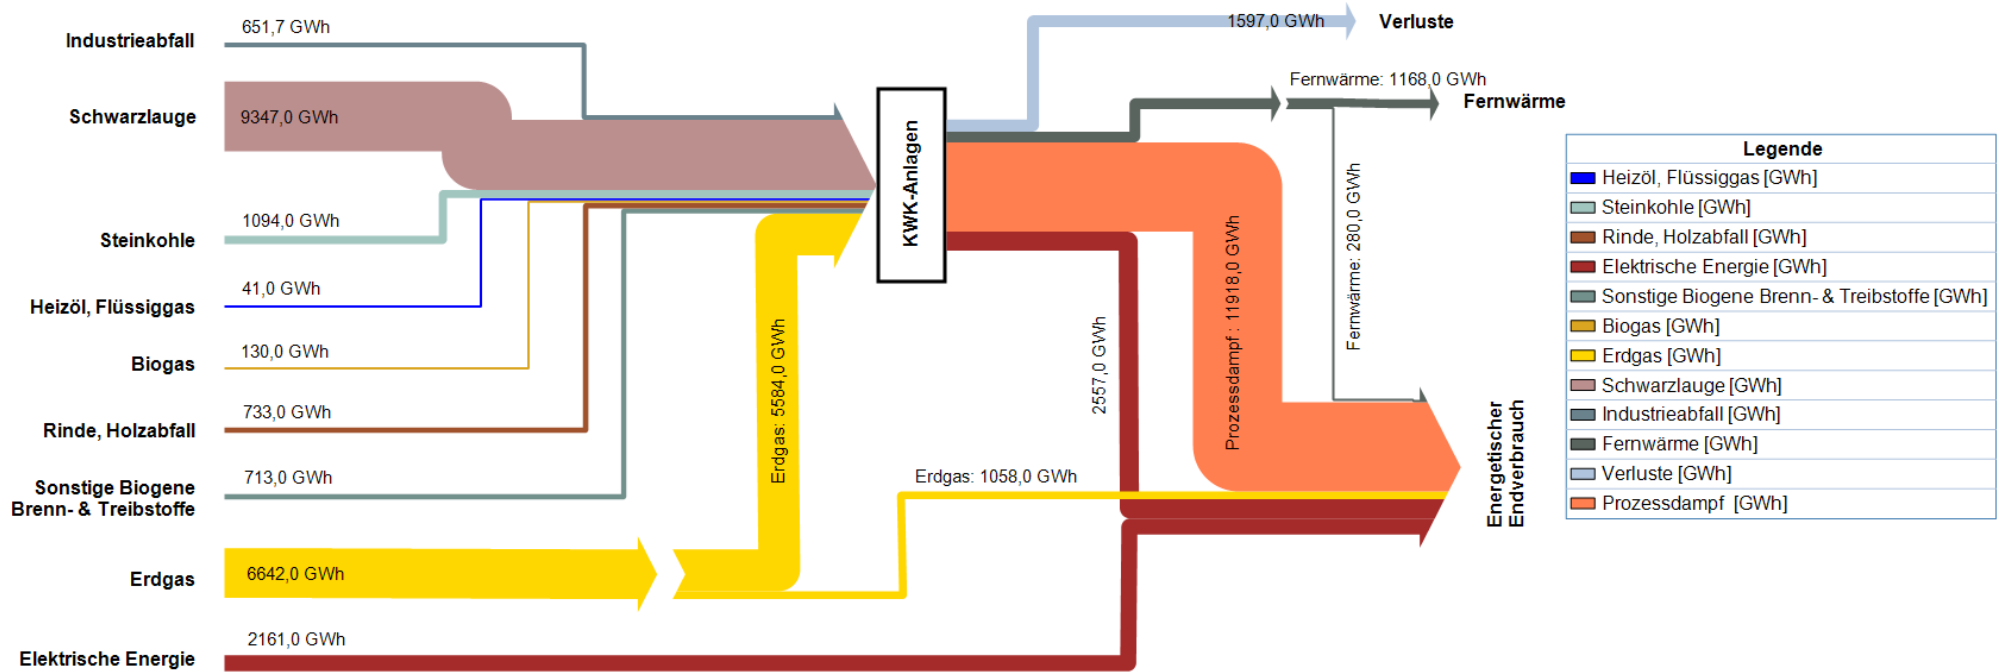 651,7 GWh
Industrieabfall
Schwarzlauge
9347,0 GWh
1094,0 GWh
Steinkohle
41,0 GWh
Heizöl, Flüssiggas
130,0 GWh
Biogas
733,0 GWh
Rinde, Holzabfall
713,0 GWh
Sonstige Biogene
Brenn- & Treibstoffe
Erdgas
6642,0 GWh
2161,0 GWh
Elektrische Energie
Erdgas: 5584,0 GWh
Erdgas: 1058,0 GWh
KWK-Anlagen
1597,0 GWh
Verluste
Fernwärme: 1168,0 GWh
Fernwärme
Fernwärme: 280,0 GWh
Prozessdampf : 11918,0 GWh
2557,0 GWh
Energetischer
Endverbrauch
Legende
Heizöl, Flüssiggas [GWh]
Steinkohle [GWh]
Rinde, Holzabfall [GWh]
Elektrische Energie [GWh]
Sonstige Biogene Brenn- & Treibstoffe [GWh]
Biogas [GWh]
Erdgas [GWh]
Schwarzlauge [GWh]
Industrieabfall [GWh]
Fernwärme [GWh]
Verluste [GWh]
Prozessdampf [GWh]